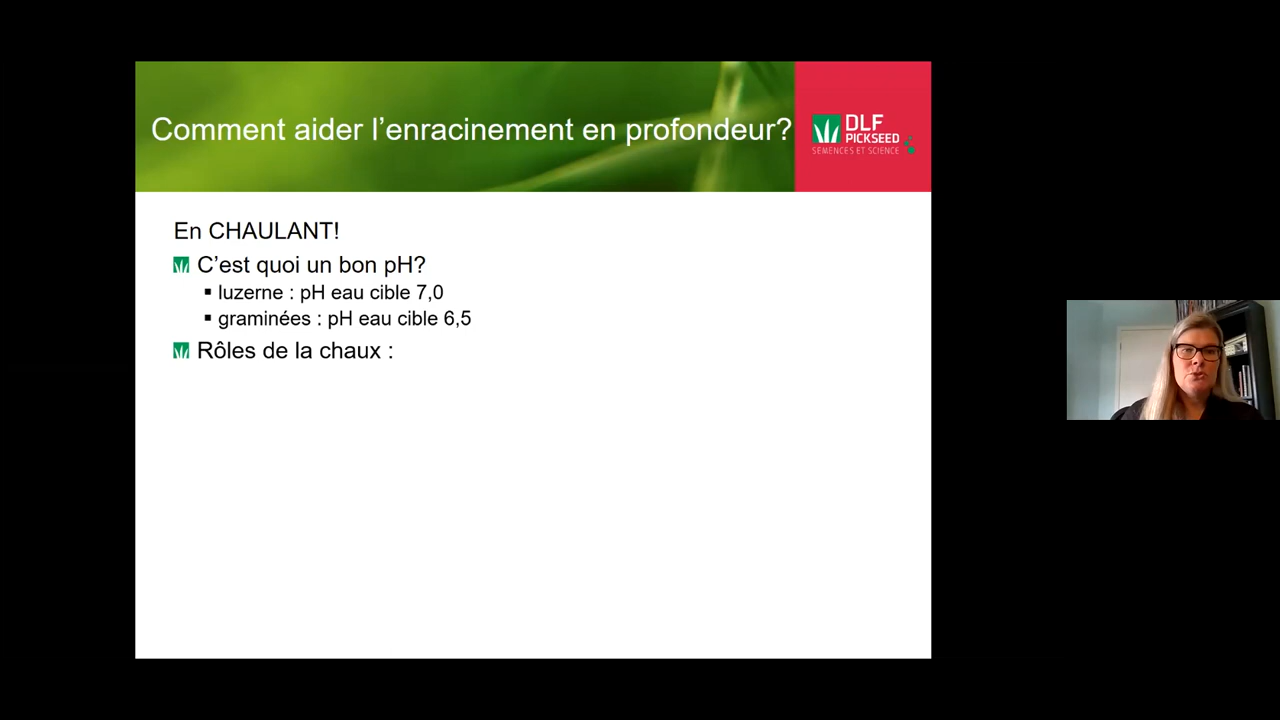 Comment aider l'enracinement en profondeur?
DLF
PICKSEED
SEMENCES ET SCIENCE
En CHAULANT!
C'est quoi un bon pH?
luzerne : pH eau cible 7,0
graminées : pH eau cible 6,5
Rôles de la chaux :